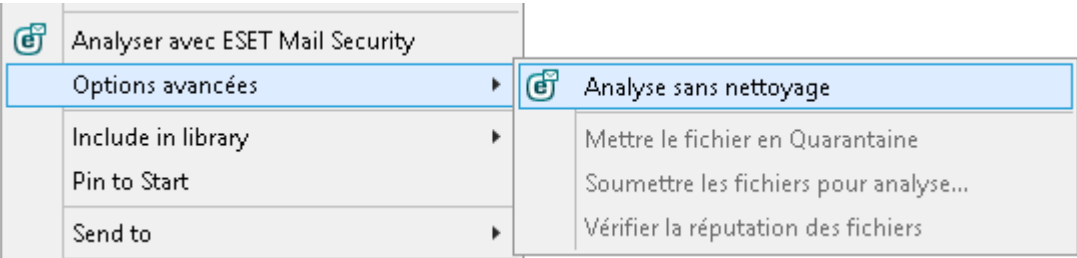 Analyser avec ESET Mail Security
Options avancées
Analyse sans nettoyage
Include in library
Mettre le fichier en Quarantaine
Pin to Start
Soumettre les fichiers pour analyse...
Send to
Vérifier la réputation des fichiers